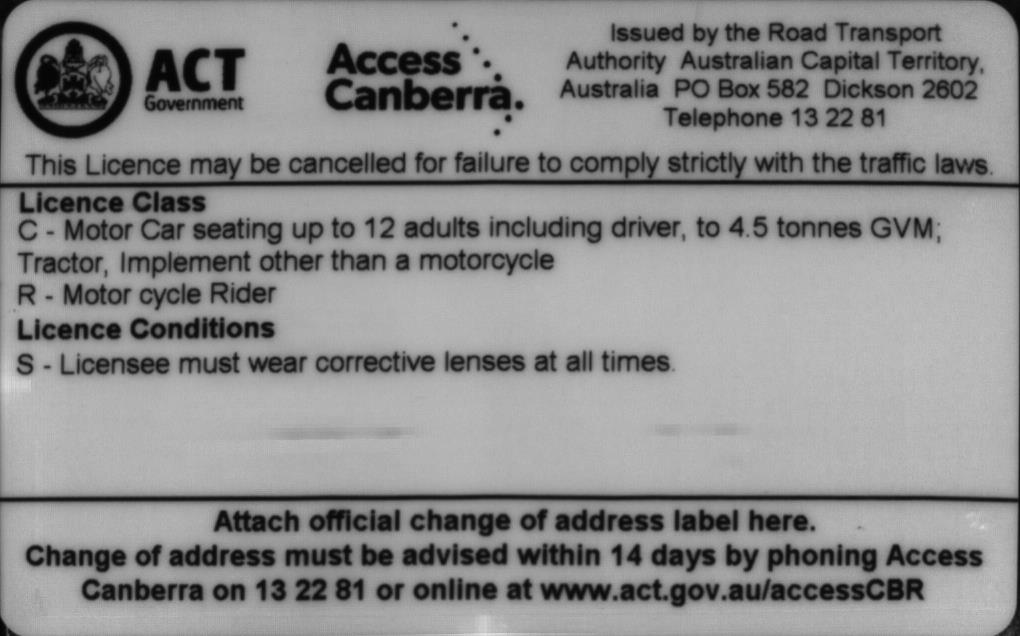 ACT
Government
Access
Canberra.
Issued by the Road Transport
Authority Australian Capital Territory,
Australia PO Box 582 Dickson 2602
Telephone 13 22 81
This Licence may be cancelled for failure to comply strictly with the traffic laws.
Licence Class
C - Motor Car seating up to 12 adults including driver, to 4.5 tonnes GVM;
Tractor, Implement other than a motorcycle
R - Motor cycle Rider
Licence Conditions
S - Licensee must wear corrective lenses at all times.
Attach official change of address label here.
Change of address must be advised within 14 days by phoning Access
Canberra on 13 22 81 or online at www.act.gov.au/accessCBR